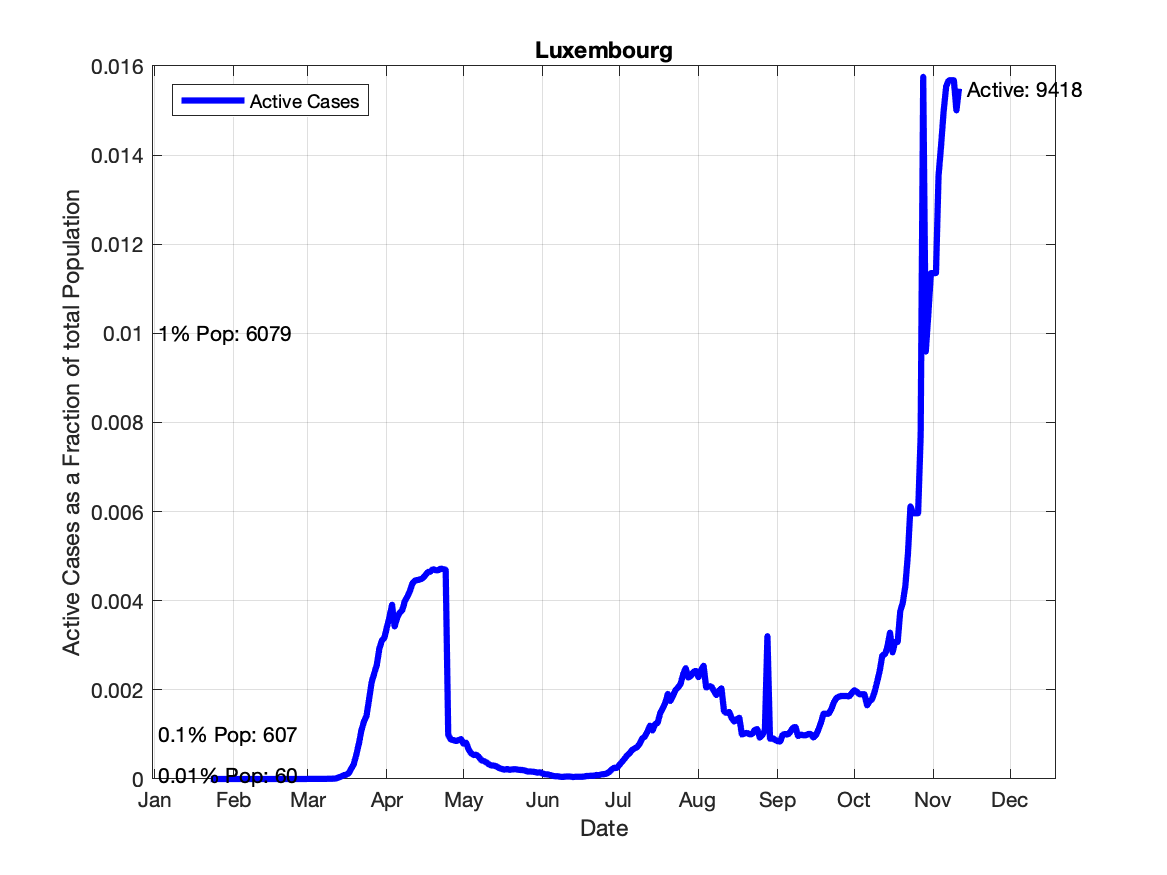 Luxembourg
Active Cases
Active: 9418
0.016
0.014
0.012
0.01
0.008
0.006
0.004
0.002
0
1% Pop: 6079
0.1% Pop: 607
0.01% Pop: 60
Active Cases as a Fraction of total Population
Jan Feb Mar Apr May Jun Jul Aug Sep Oct Nov Dec
Date